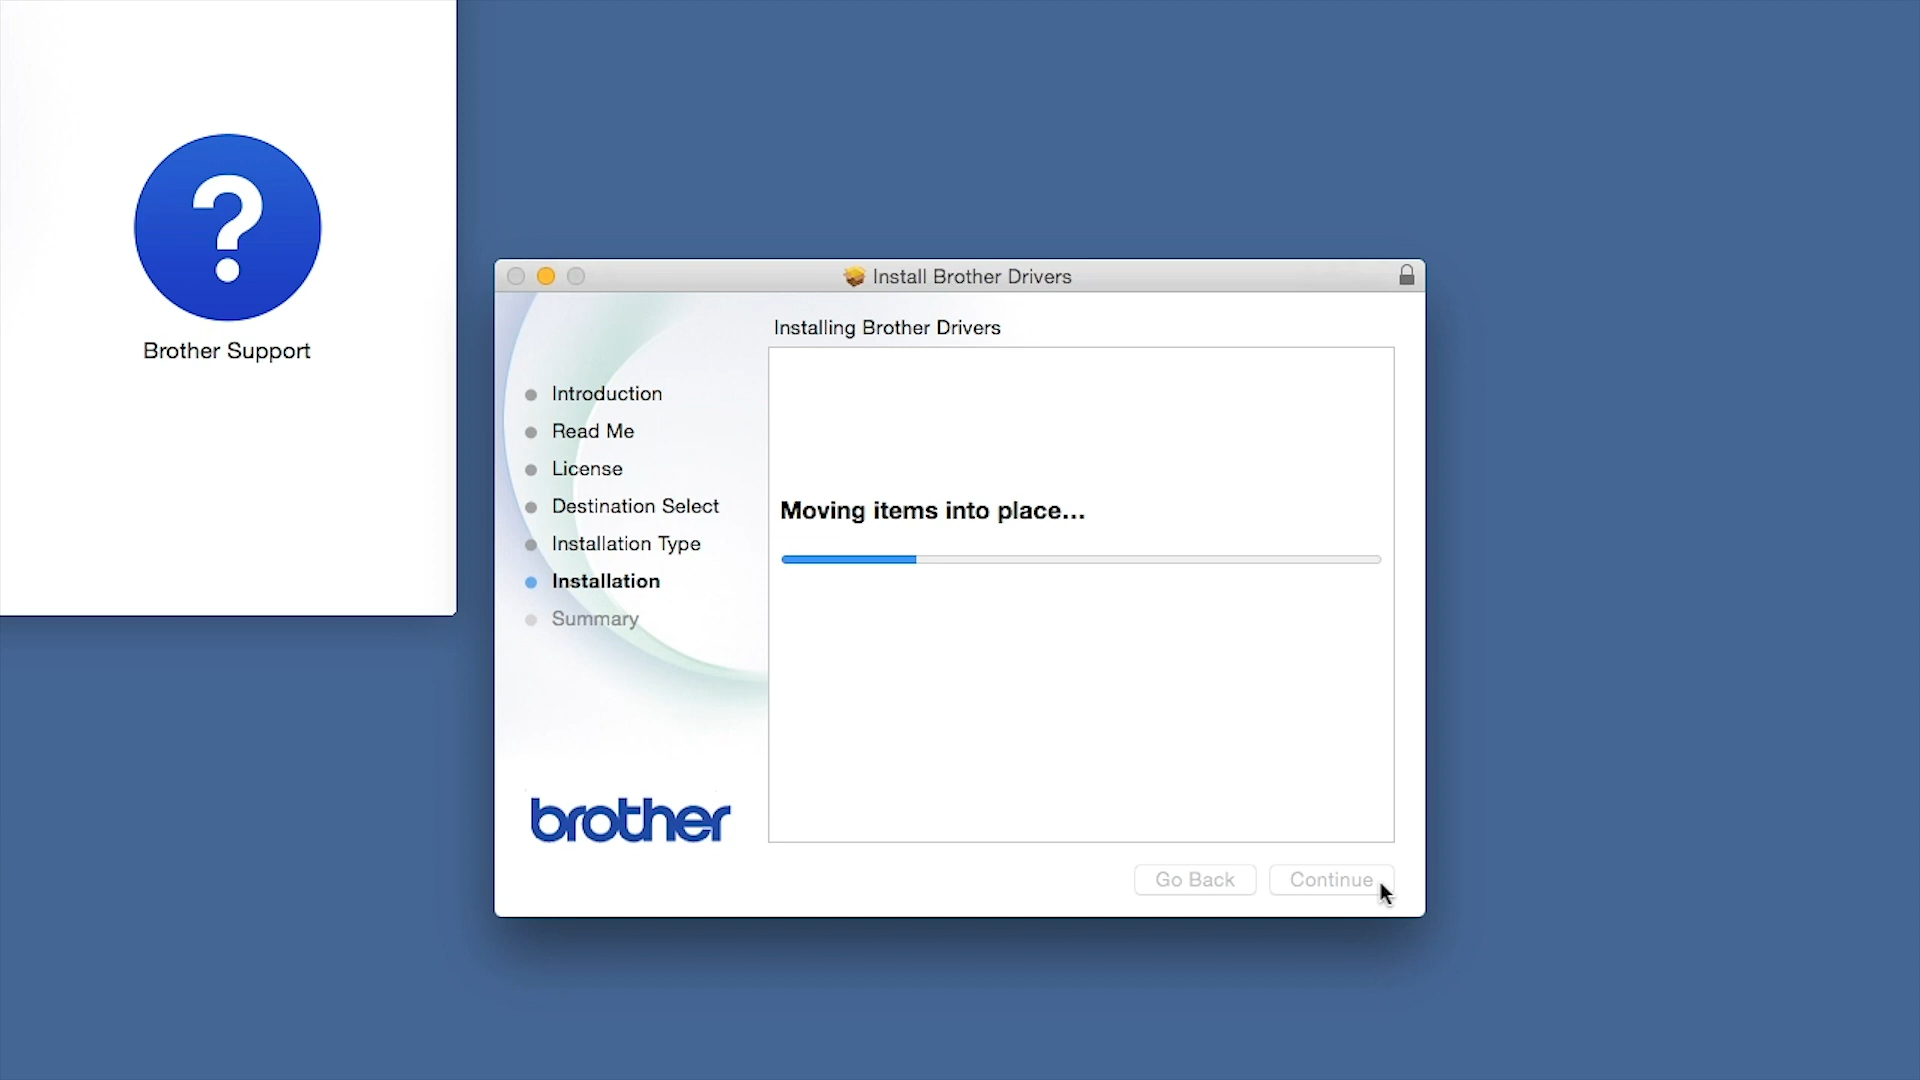 ?
Brother Support
Install Brother Drivers
Installing Brother Drivers
Introduction
Read Me
License
Destination Select
Installation Type
Installation
Summary
Moving items into place...
brother
Go Back
Continue